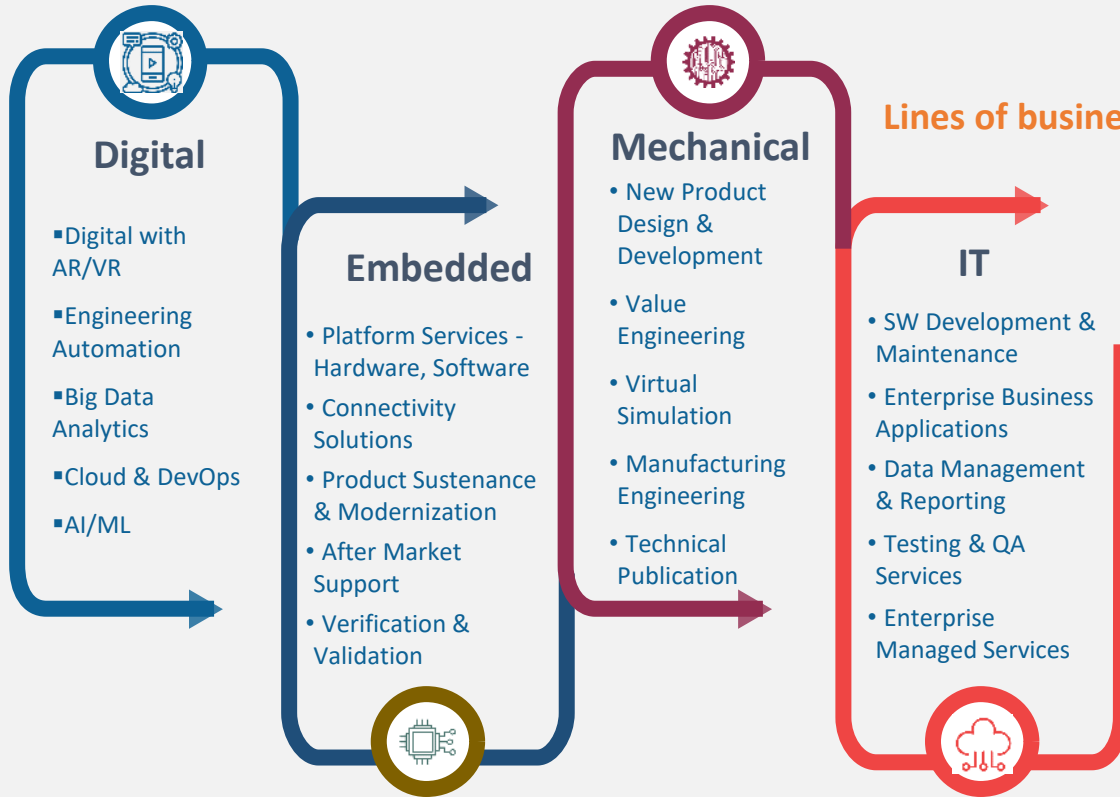 Lines of busine
Digital
▪Digital with
AR/VR
▪Engineering
Automation
▪Big Data
Analytics
▪Cloud & DevOps
▪AI/ML
Embedded
• Platform Services -
Hardware, Software
• Connectivity
Solutions
• Product Sustenance
& Modernization
• After Market
Support
• Verification &
Validation
Mechanical
• New Product
Design &
Development
• Value
Engineering
• Virtual
Simulation
• Manufacturing
Engineering
• Technical
Publication
IT
• SW Development &
Maintenance
• Enterprise Business
Applications
• Data Management
& Reporting
• Testing & QA
Services
• Enterprise
Managed Services